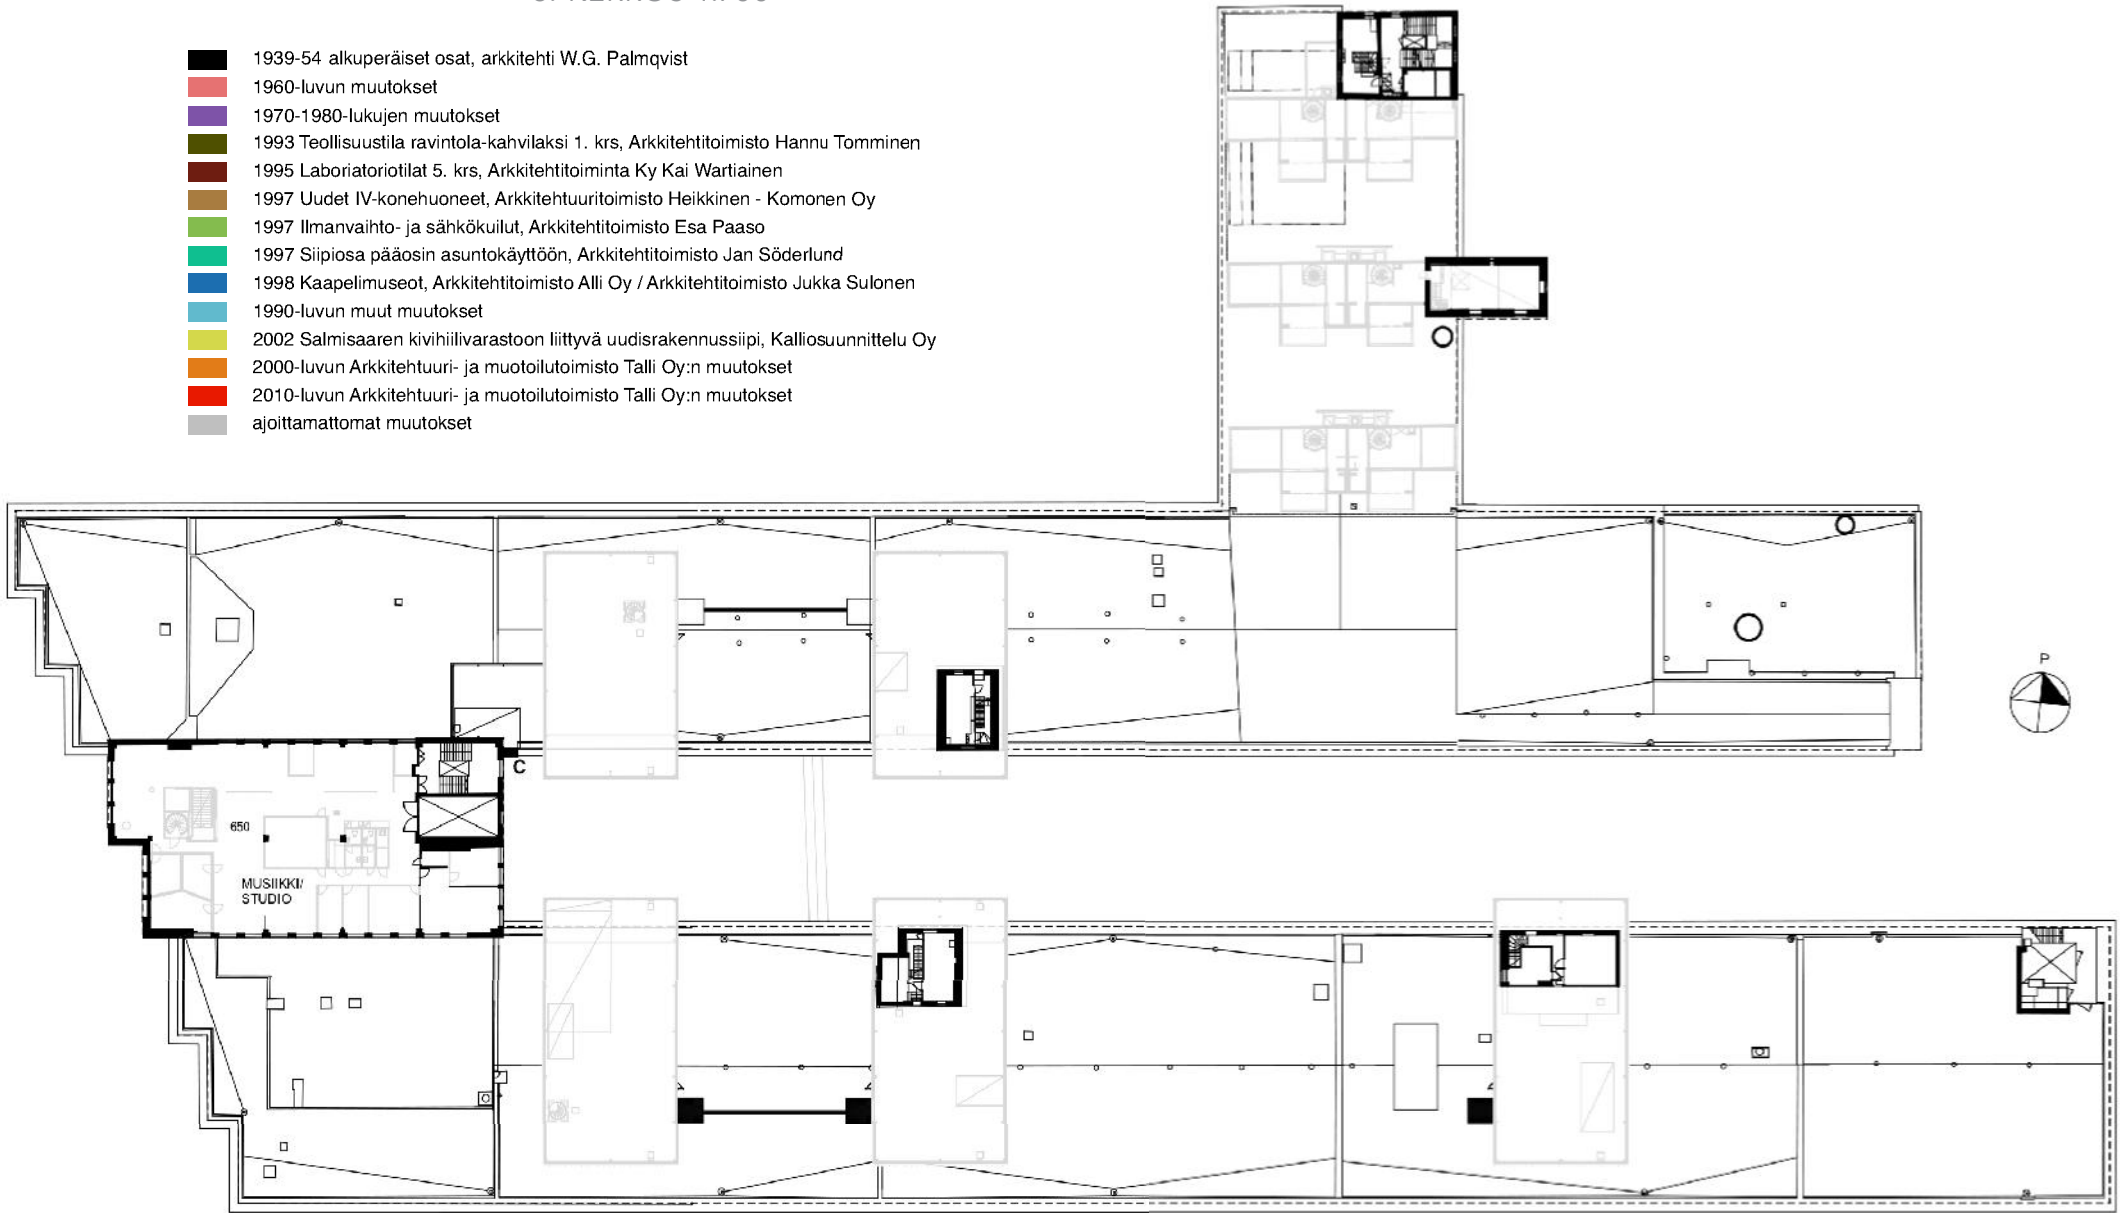 1939-54 alkuperäiset osat, arkkitehti W.G. Palmqvist
1960-luvun muutokset
1970-1980-lukujen muutokset
1993 Teollisuustila ravintola-kahvilaksi 1. krs, Arkkitehtitoimisto Hannu Tomminen
1995 Laboriatoriotilat 5. krs, Arkkitehtitoiminta Ky Kai Wartiainen
1997 Uudet IV-konehuoneet, Arkkitehtuuritoimisto Heikkinen - Komonen Oy
1997 Ilmanvaihto- ja sähkökuilut, Arkkitehtitoimisto Esa Paaso
1997 Siipiosa pääosin asuntokäyttöön, Arkkitehtitoimisto Jan Söderlund
1998 Kaapelimuseot, Arkkitehtitoimisto Alli Oy / Arkkitehtitoimisto Jukka Sulonen
1990-luvun muut muutokset
2002 Salmisaaren kivihiilivarastoon liittyvä uudisrakennussiipi, Kalliosuunnittelu Oy
2000-luvun Arkkitehtuuri- ja muotoilutoimisto Talli Oy:n muutokset
2010-luvun Arkkitehtuuri- ja muotoilutoimisto Talli Oy:n muutokset
ajoittamattomat muutokset
P
C
650
MUSIIKKI/
STUDIO